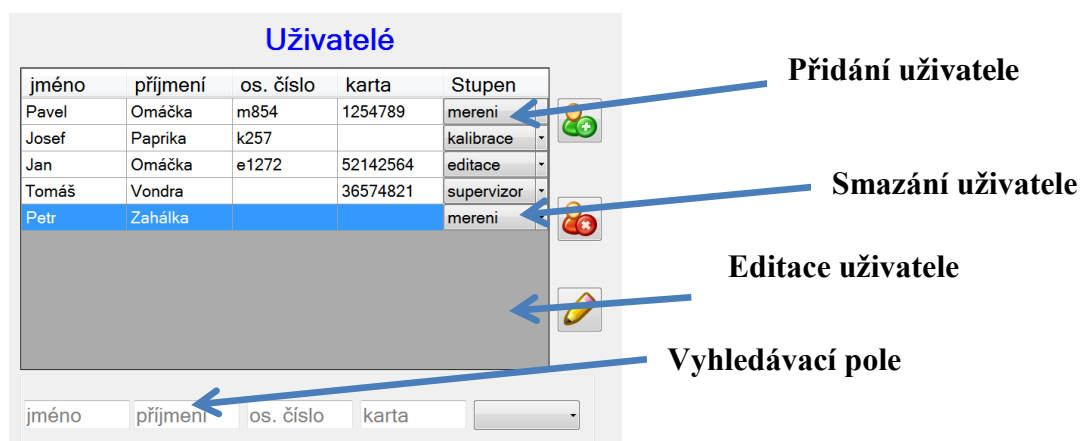 Uživatelé
jméno příjmení os. číslo karta Stupen
Pavel Omáčka m854 1254789 mereni
Josef Paprika k257 kalibrace
Jan Omáčka e1272 52142564 editace
Tomáš Vondra 36574821 supervizor
Petr Zahálka mereni
Přidání uživatele
Smazání uživatele
Editace uživatele
Vyhledávací pole
jméno příjmení os. číslo karta